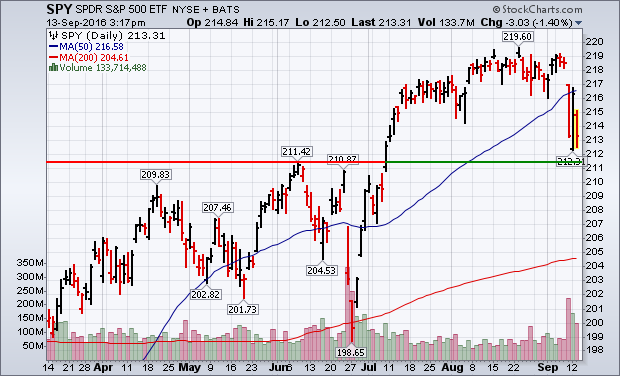 SPY SPDR S&P 500 ETF NYSE + BATS © StockCharts.com
13-Sep-2016 3:17pm Op 214.84 Hi 215.17 Lo 212.50 Last 213.31 Vol 133.7M Chg -3.03 (-1.40%)
SPY (Daily) 213.31
MA(50) 216.58
MA(200) 204.61
Volume 133,714,488
219.60
211.42
210.87
209.83
207.46
212.31
204.53
202.82
201.73
198.65
220
219
218
217
216
215
214
213
212
211
210
209
208
207
206
205
204
203
202
201
200
199
198
350M
300M
250M
200M
150M
100M
50M
14 21 28 Apr 11 18 25 May 9 16 23 Jun 6 13 20 27 Jul 11 18 25 Aug 8 15 22 Sep 12